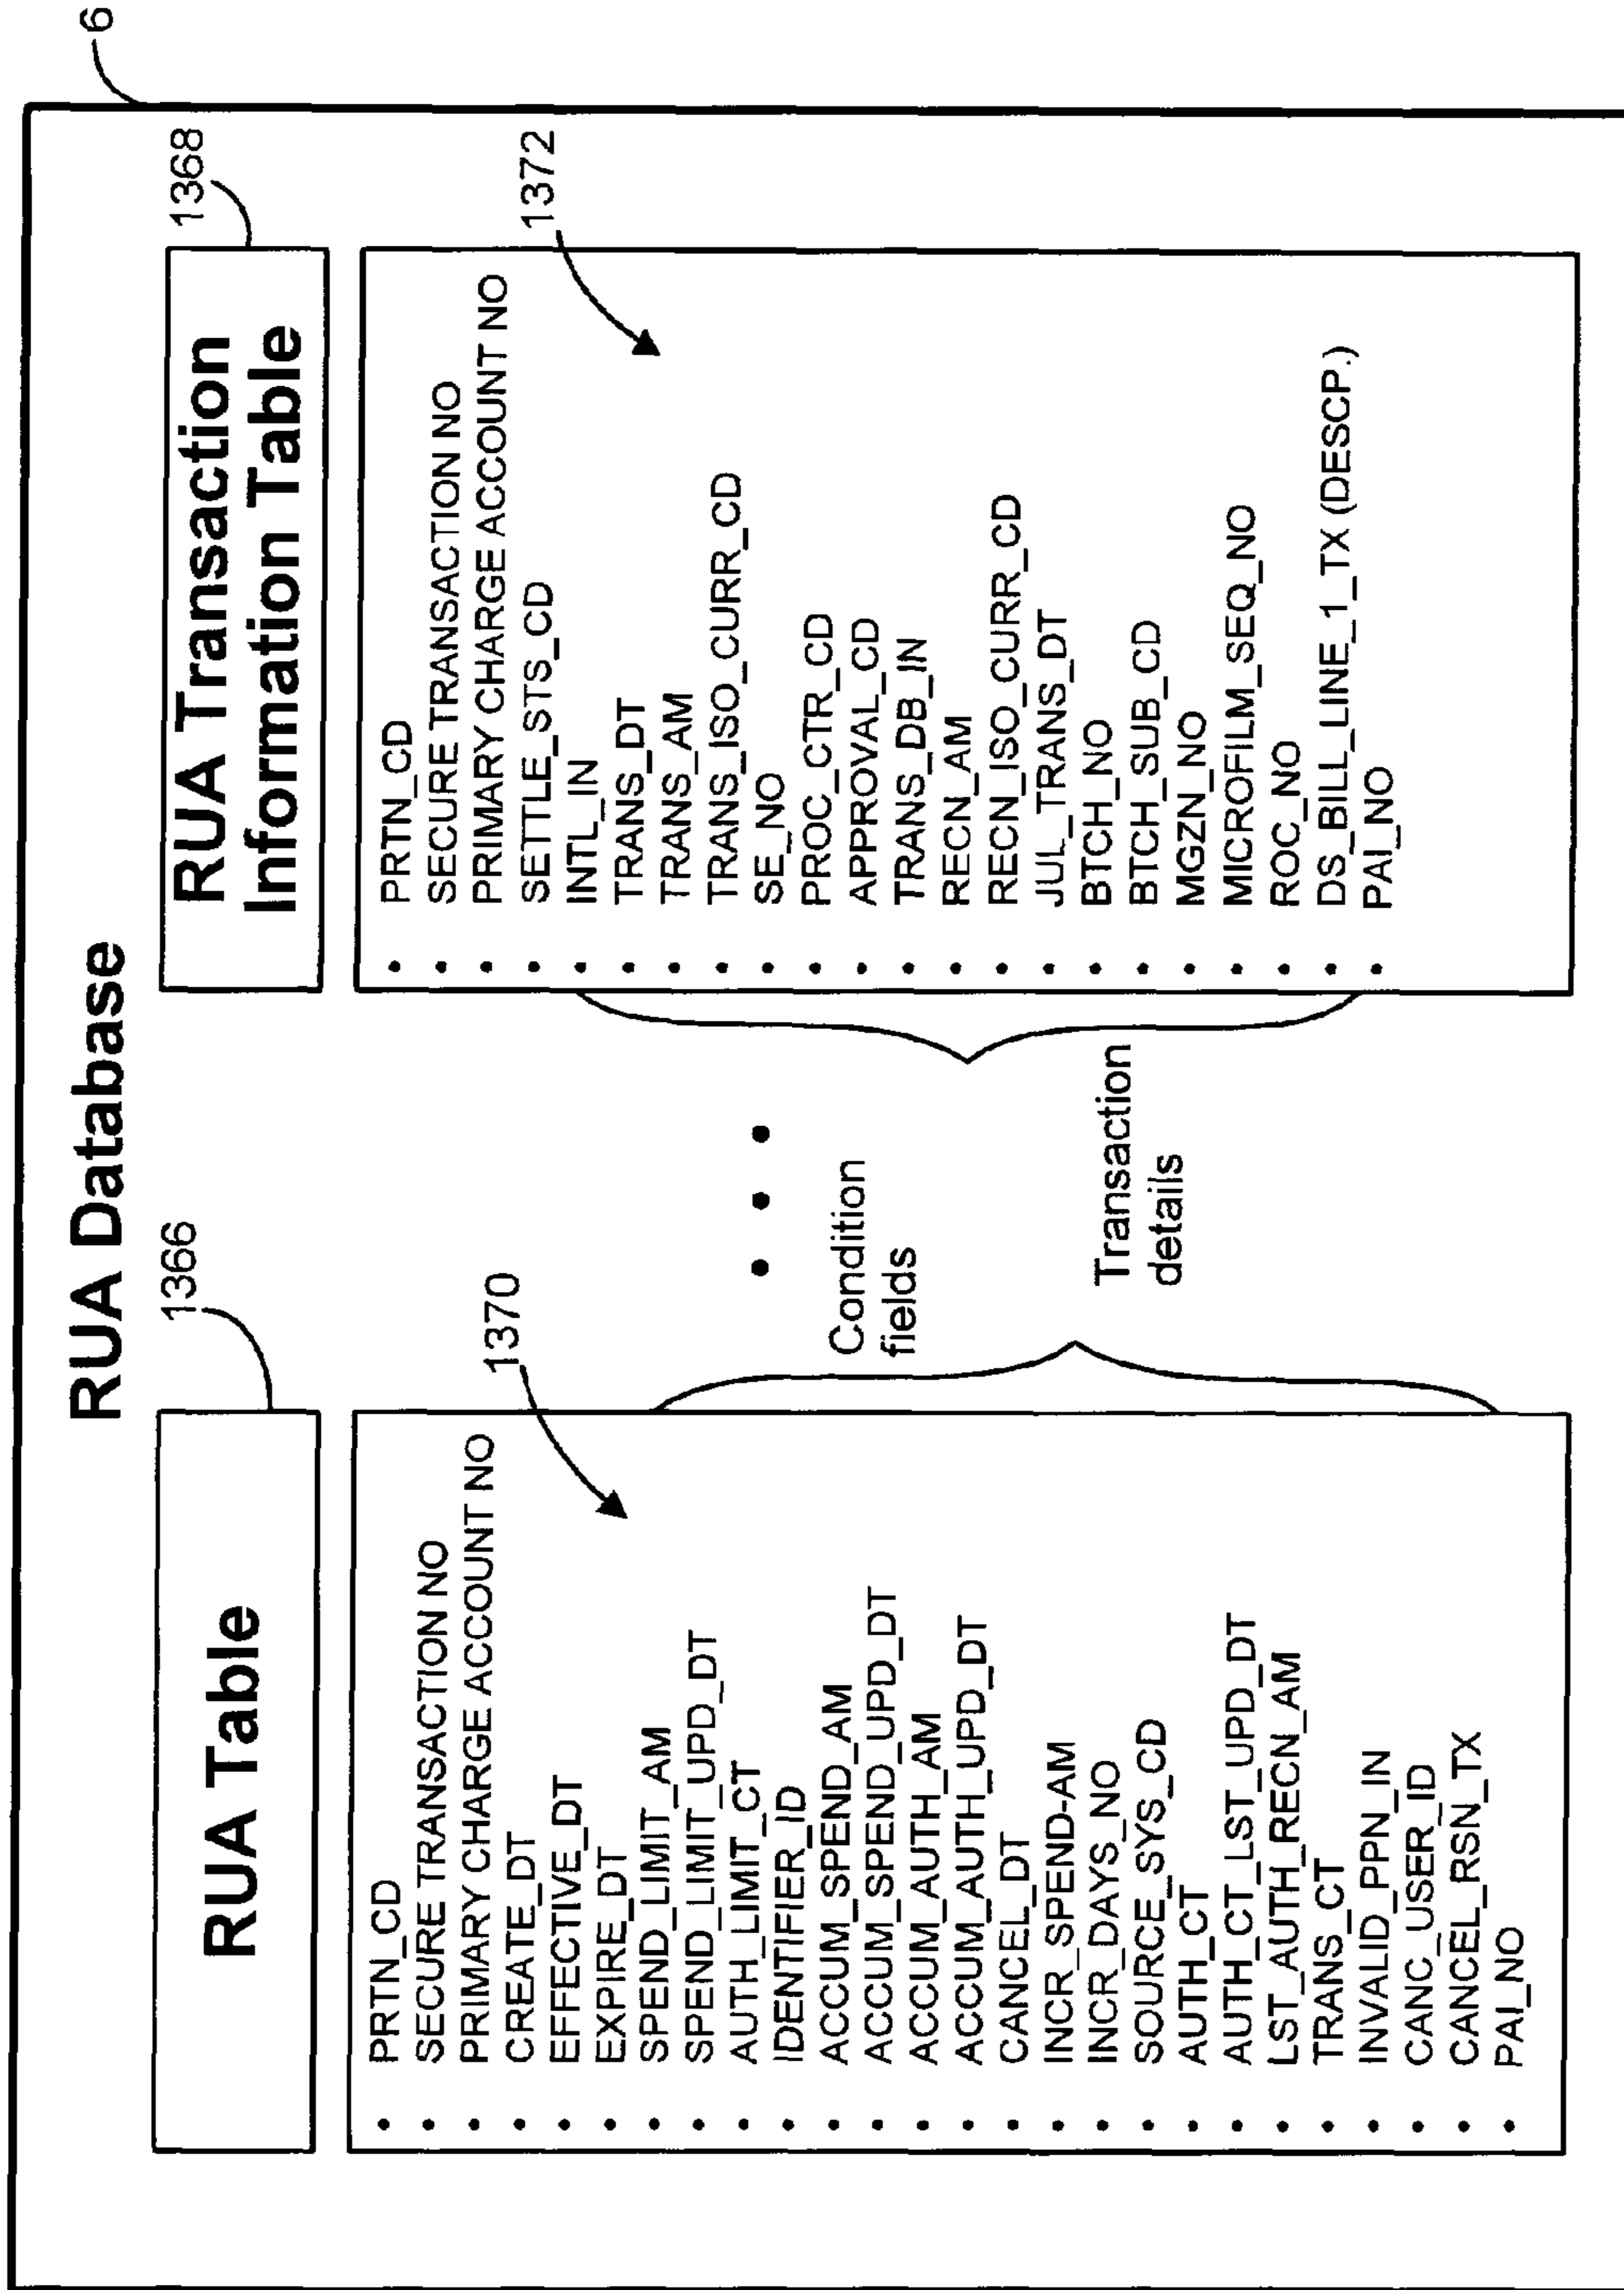 RUA Database
6
RUA Table
1366
• PRTN_CD
• SECURE TRANSACTION NO
• PRIMARY CHARGE ACCOUNT NO
• CREATE_DT
• EFFECTIVE_DT
• EXPIRE_DT
• SPEND_LIMIT_AM
• SPEND_LIMIT_UPD_DT
• AUTH_LIMIT_CT
• IDENTIFIER_ID
• ACCUM_SPEND_AM
• ACCUM_SPEND_UPD_DT
• ACCUM_AUTH_AM
• ACCUM_AUTH_UPD_DT
• CANCEL_DT
• INCR_SPEND-AM
• INCR_DAYS_NO
• SOURCE_SYS_CD
• AUTH_CT
• AUTH_CT_LST_UPD_DT
• LST_AUTH_RECN_AM
• TRANS_CT
• INVALID_PPN_IN
• CANC_USER_ID
• CANCEL_RSN_TX
• PAI_NO
1370
• • •
Condition
fields
Transaction
details
RUA Transaction
Information Table
1368
• PRTN_CD
• SECURE TRANSACTION NO
• PRIMARY CHARGE ACCOUNT NO
• SETTLE_STS_CD
• INTL_IN
• TRANS_DT
• TRANS_AM
• TRANS_ISO_CURR_CD
• SE_NO
• PROC_CTR_CD
• APPROVAL_CD
• TRANS_DB_IN
• RECN_AM
• RECN_ISO_CURR_CD
• JUL_TRANS_DT
• BTCH_NO
• BTCH_SUB_CD
• MGZN_NO
• MICROFILM_SEQ_NO
• ROC_NO
• DS_BILL_LINE_1_TX (DESCP.)
• PAI_NO
1372